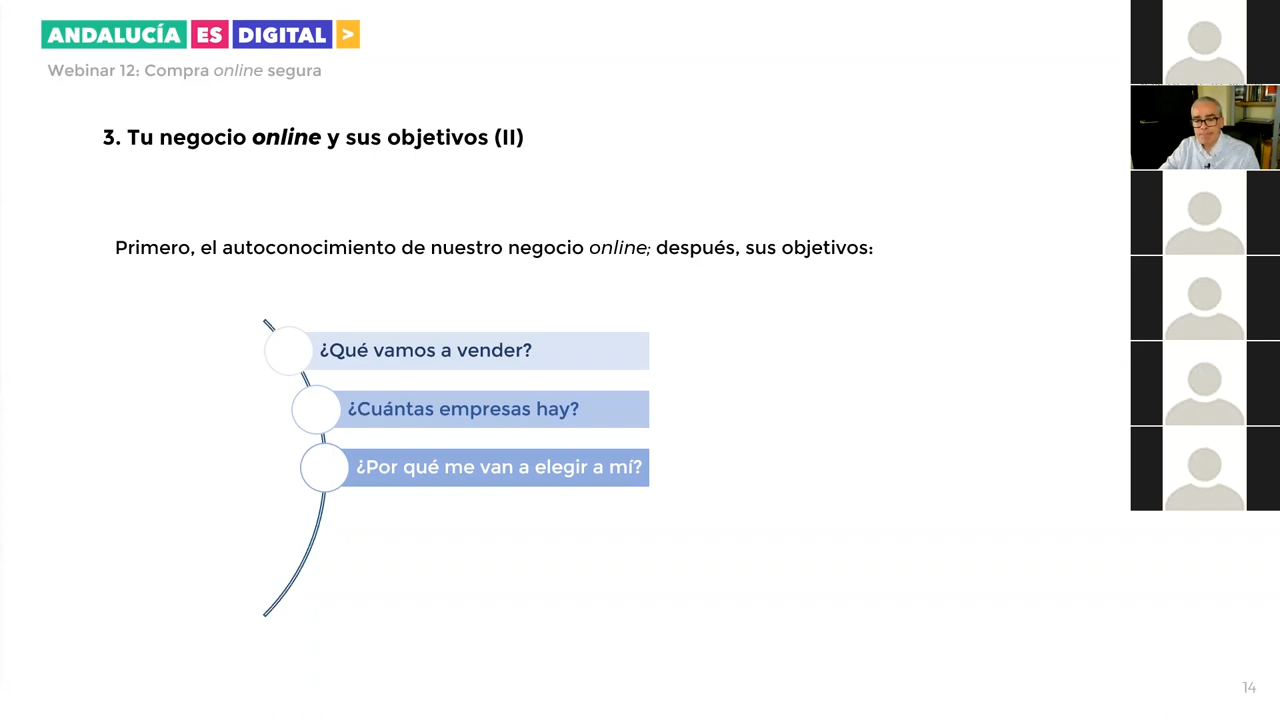 ANDALUCÍA ES DIGITAL >
Webinar 12: Compra online segura
3. Tu negocio online y sus objetivos (II)
Primero, el autoconocimiento de nuestro negocio online; después, sus objetivos:
¿Qué vamos a vender?
¿Cuántas empresas hay?
¿Por qué me van a elegir a mí?
14